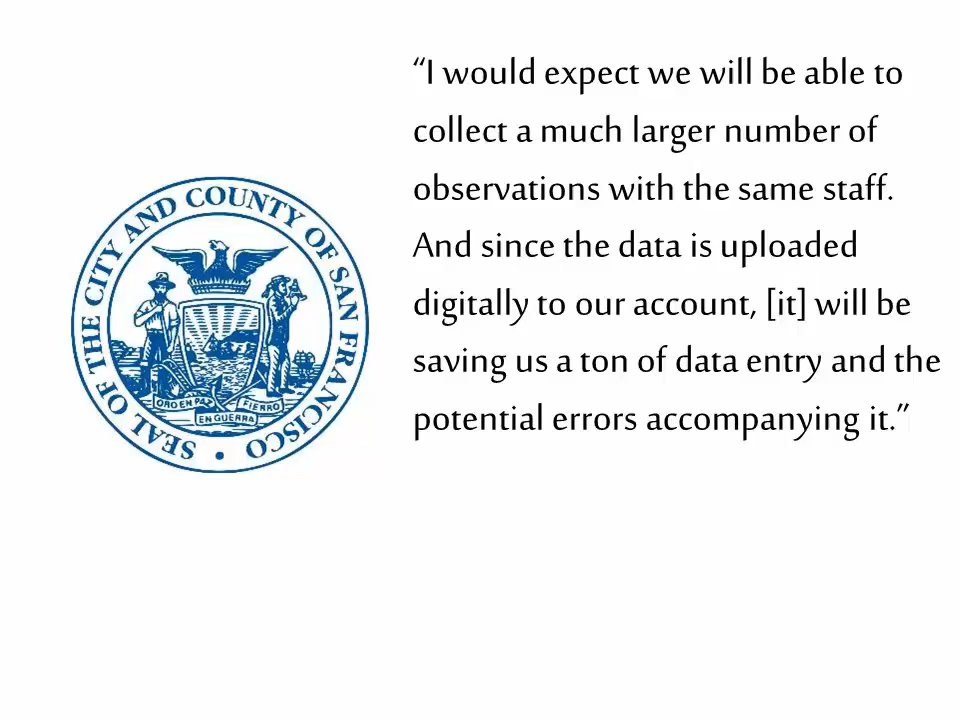 “I would expect we will be able to
collect a much larger number of
observations with the same staff.
And since the data is uploaded
digitally to our account, [it] will be
saving us a ton of data entry and the
potential errors accompanying it.”
SEAL OF THE CITY AND COUNTY OF SAN FRANCISCO
ORO EN PAZ
FIERRO
EN GUERRA